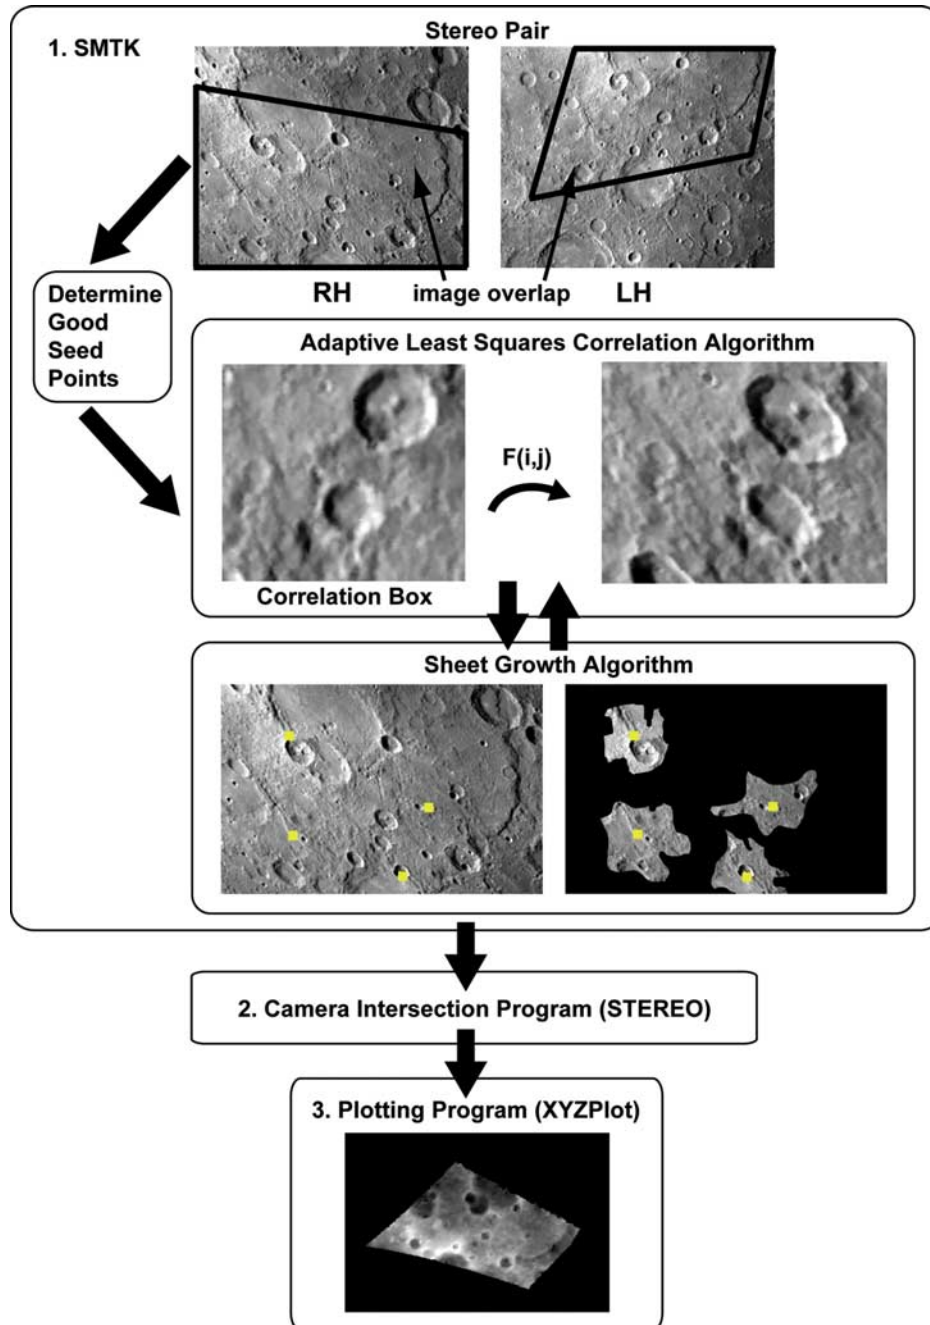 1. SMTK
Stereo Pair
RH
image overlap
LH
Determine
Good
Seed
Points
Adaptive Least Squares Correlation Algorithm
F(i,j)
Correlation Box
Sheet Growth Algorithm
2. Camera Intersection Program (STEREO)
3. Plotting Program (XYZPlot)